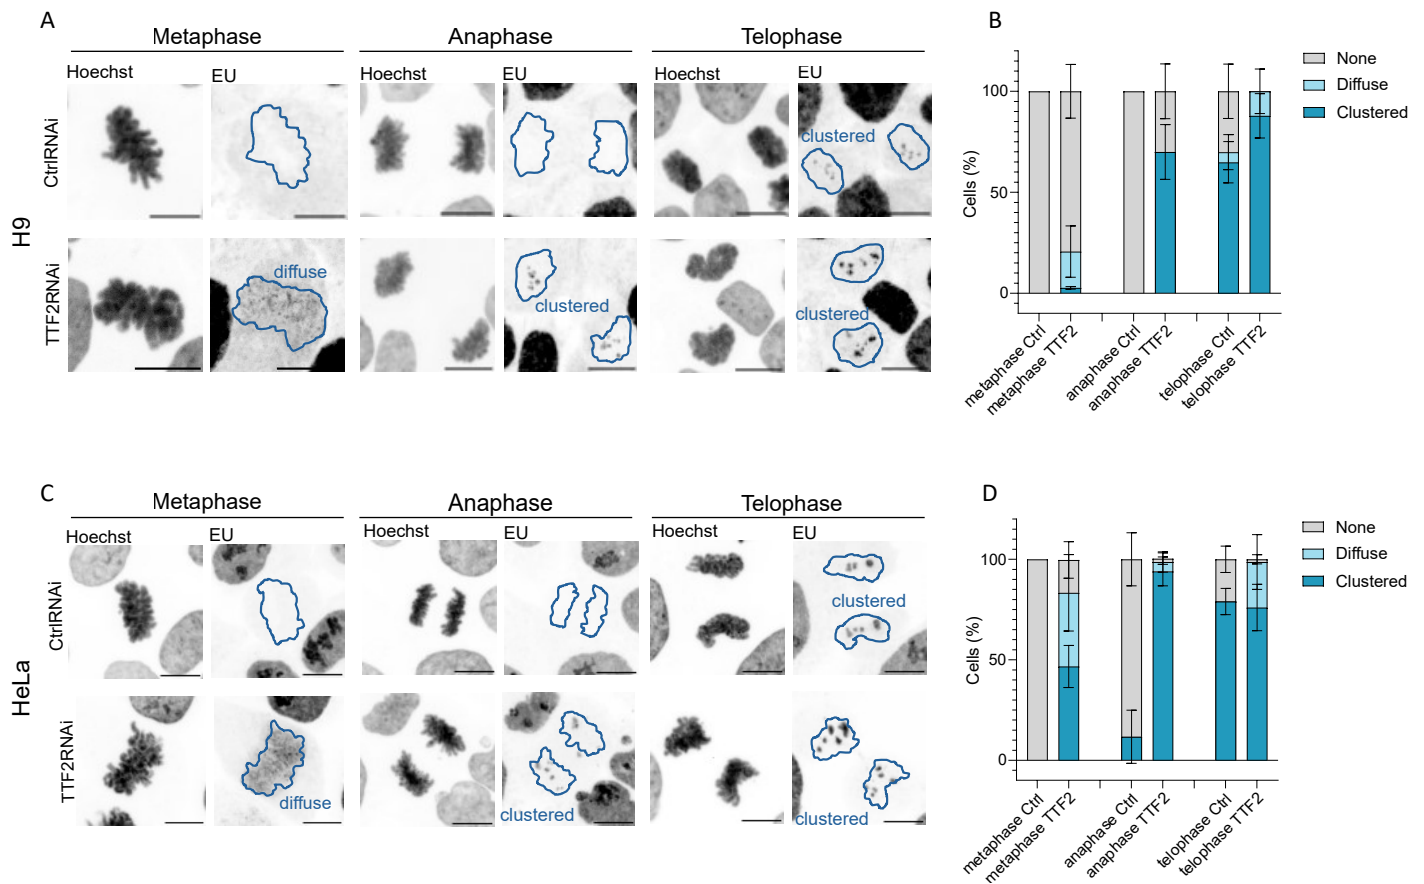 A
Metaphase
Anaphase
Telophase
Hoechst
EU
Hoechst
EU
Hoechst
EU
H9
CtrlRNAi
clustered
TTF2RNAi
diffuse
clustered
clustered
B
Cells (%)
100
50
0
metaphase Ctrl
metaphase TTF2
anaphase Ctrl
anaphase TTF2
telophase Ctrl
telophase TTF2
None
Diffuse
Clustered
C
Metaphase
Anaphase
Telophase
Hoechst
EU
Hoechst
EU
Hoechst
EU
HeLa
CtrlRNAi
clustered
TTF2RNAi
diffuse
clustered
clustered
D
Cells (%)
100
50
0
metaphase Ctrl
metaphase TTF2
anaphase Ctrl
anaphase TTF2
telophase Ctrl
telophase TTF2
None
Diffuse
Clustered